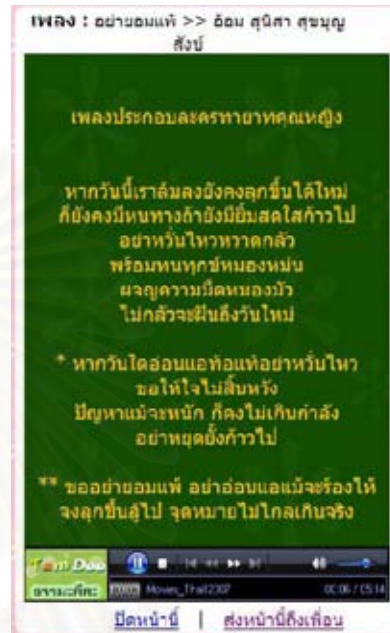 เพลง : อย่ายอมแพ้ >> อ้อม สุนิสา สุขบุญ
สังข์
เพลงประกอบละครทายาทคุณหญิง
หากวันนี้เราล้มลงยังคงลุกขึ้นได้ใหม่
ก็ยังคงมีหนทางถ้ายังมียิ้มสดใสก้าวไป
อย่าหวั่นไหวหวาดกลัว
พร้อมทนทุกข์หมองหม่น
ผจญความมืดหมองมัว
ไม่กลัวจะฝันถึงวันใหม่
* หากวันใดอ่อนแอท้อแท้อย่าหวั่นไหว
ขอให้ใจไม่สิ้นหวัง
ปัญหาแม้จะหนัก ก็คงไม่เกินกำลัง
อย่าหยุดยั้งก้าวไป
** ขออย่ายอมแพ้ อย่าอ่อนแอแม้จะร้องไห้
จงลุกขึ้นสู้ไป จุดหมายไม่ไกลเกินจริง
ธรรมะดีดะ
Movies_Thai2307
00:06 / 05:14
ปิดหน้านี้ | ส่งหน้านี้ถึงเพื่อน